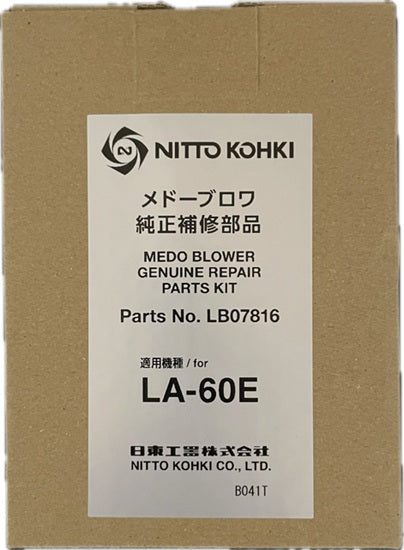 NITTO KOHKI
メドーブロワ
純正補修部品
MEDO BLOWER
GENUINE REPAIR
PARTS KIT
Parts No. LB07816
適用機種 / for
LA-60E
日東工器株式会社
NITTO KOHKI CO., LTD.
B041T